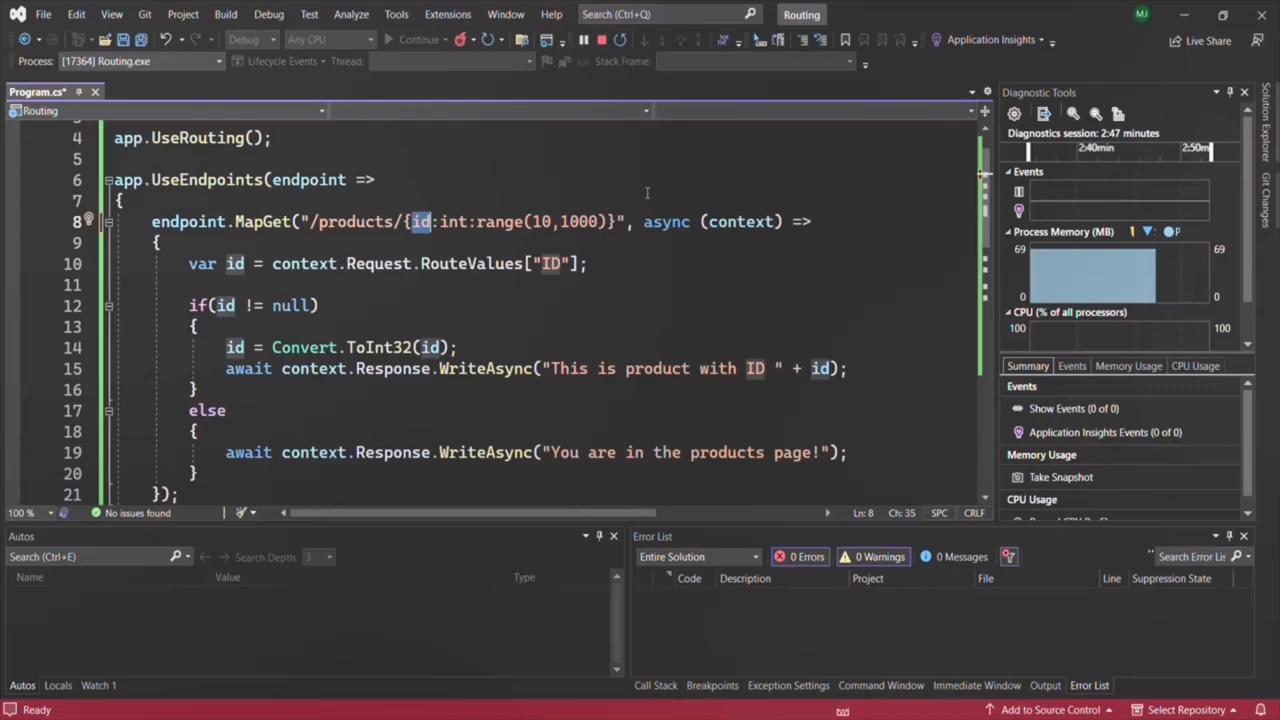 File Edit View Git Project Build Debug Test Analyze Tools Extensions Window Help Search (Ctrl+Q) Routing MJ
Debug Any CPU Continue Application Insights Live Share
Process: [17364] Routing.exe Lifecycle Events Thread: Stack Frame:
Program.cs*
Routing
4 app.UseRouting();
5
6 app.UseEndpoints(endpoint =>
7 {
8 endpoint.MapGet("/products/{id:int:range(10,1000)}", async (context) =>
9 {
10 var id = context.Request.RouteValues["ID"];
11
12 if(id != null)
13 {
14 id = Convert.ToInt32(id);
15 await context.Response.WriteAsync("This is product with ID " + id);
16 }
17 else
18 {
19 await context.Response.WriteAsync("You are in the products page!");
20 }
21 });
100 % No issues found Ln: 8 Ch: 35 SPC CRLF
Diagnostic Tools
Diagnostics session: 2:47 minutes
2:40min 2:50m
Events
Process Memory (MB) P
69 69
0 0
CPU (% of all processors)
100 100
Summary Events Memory Usage CPU Usage
Events
Show Events (0 of 0)
Application Insights Events (0 of 0)
Memory Usage
Take Snapshot
CPU Usage
Solution Explorer
Git Changes
Autos
Search (Ctrl+E) Search Depth: 3
Name Value Type
Autos Locals Watch 1
Error List
Entire Solution 0 Errors 0 Warnings 0 Messages Search Error Lis
Code Description Project File Line Suppression State
Call Stack Breakpoints Exception Settings Command Window Immediate Window Output Error List
Ready Add to Source Control Select Repository